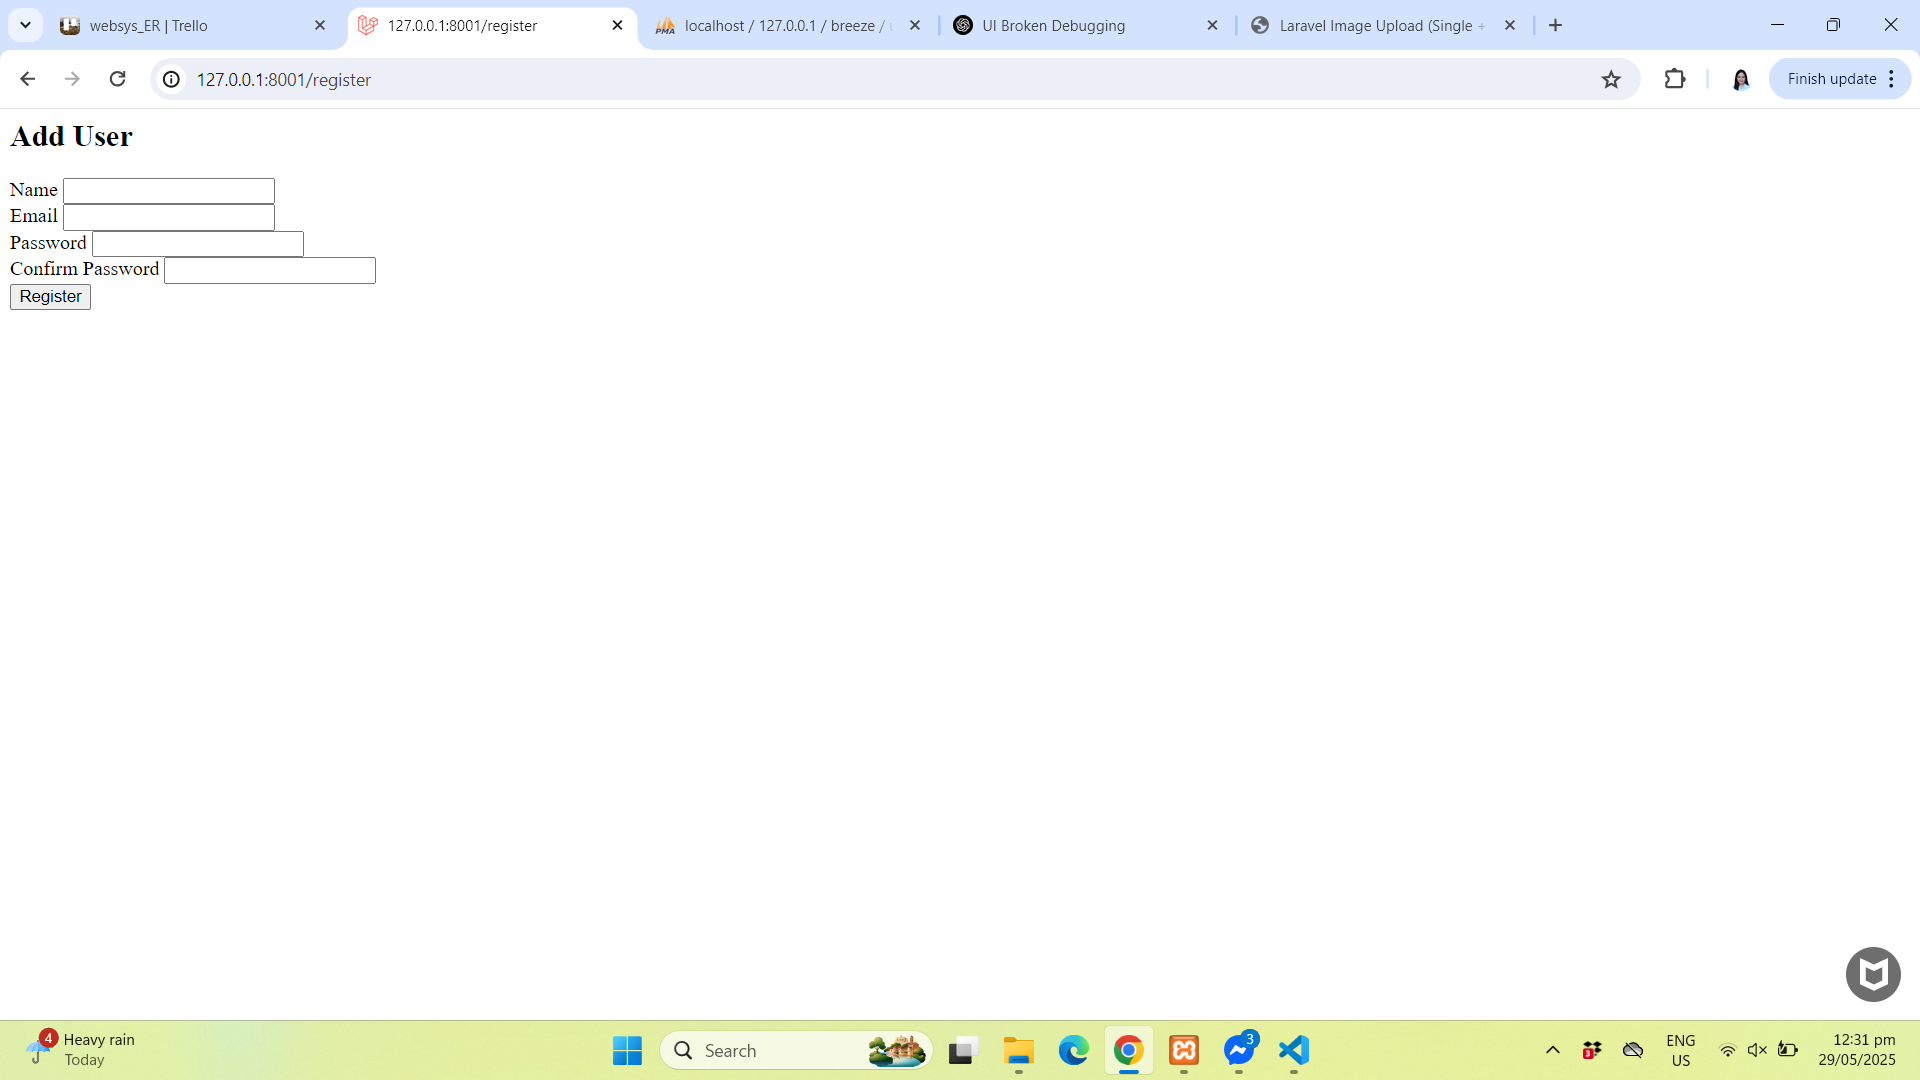 websys_ER | Trello
127.0.0.1:8001/register
PMA
localhost / 127.0.0.1 / breeze /
UI Broken Debugging
Laravel Image Upload (Single +
127.0.0.1:8001/register
Finish update
Add User
Name
Email
Password
Confirm Password
Register
4
Heavy rain
Today
Search
3
3
ENG
US
12:31 pm
29/05/2025